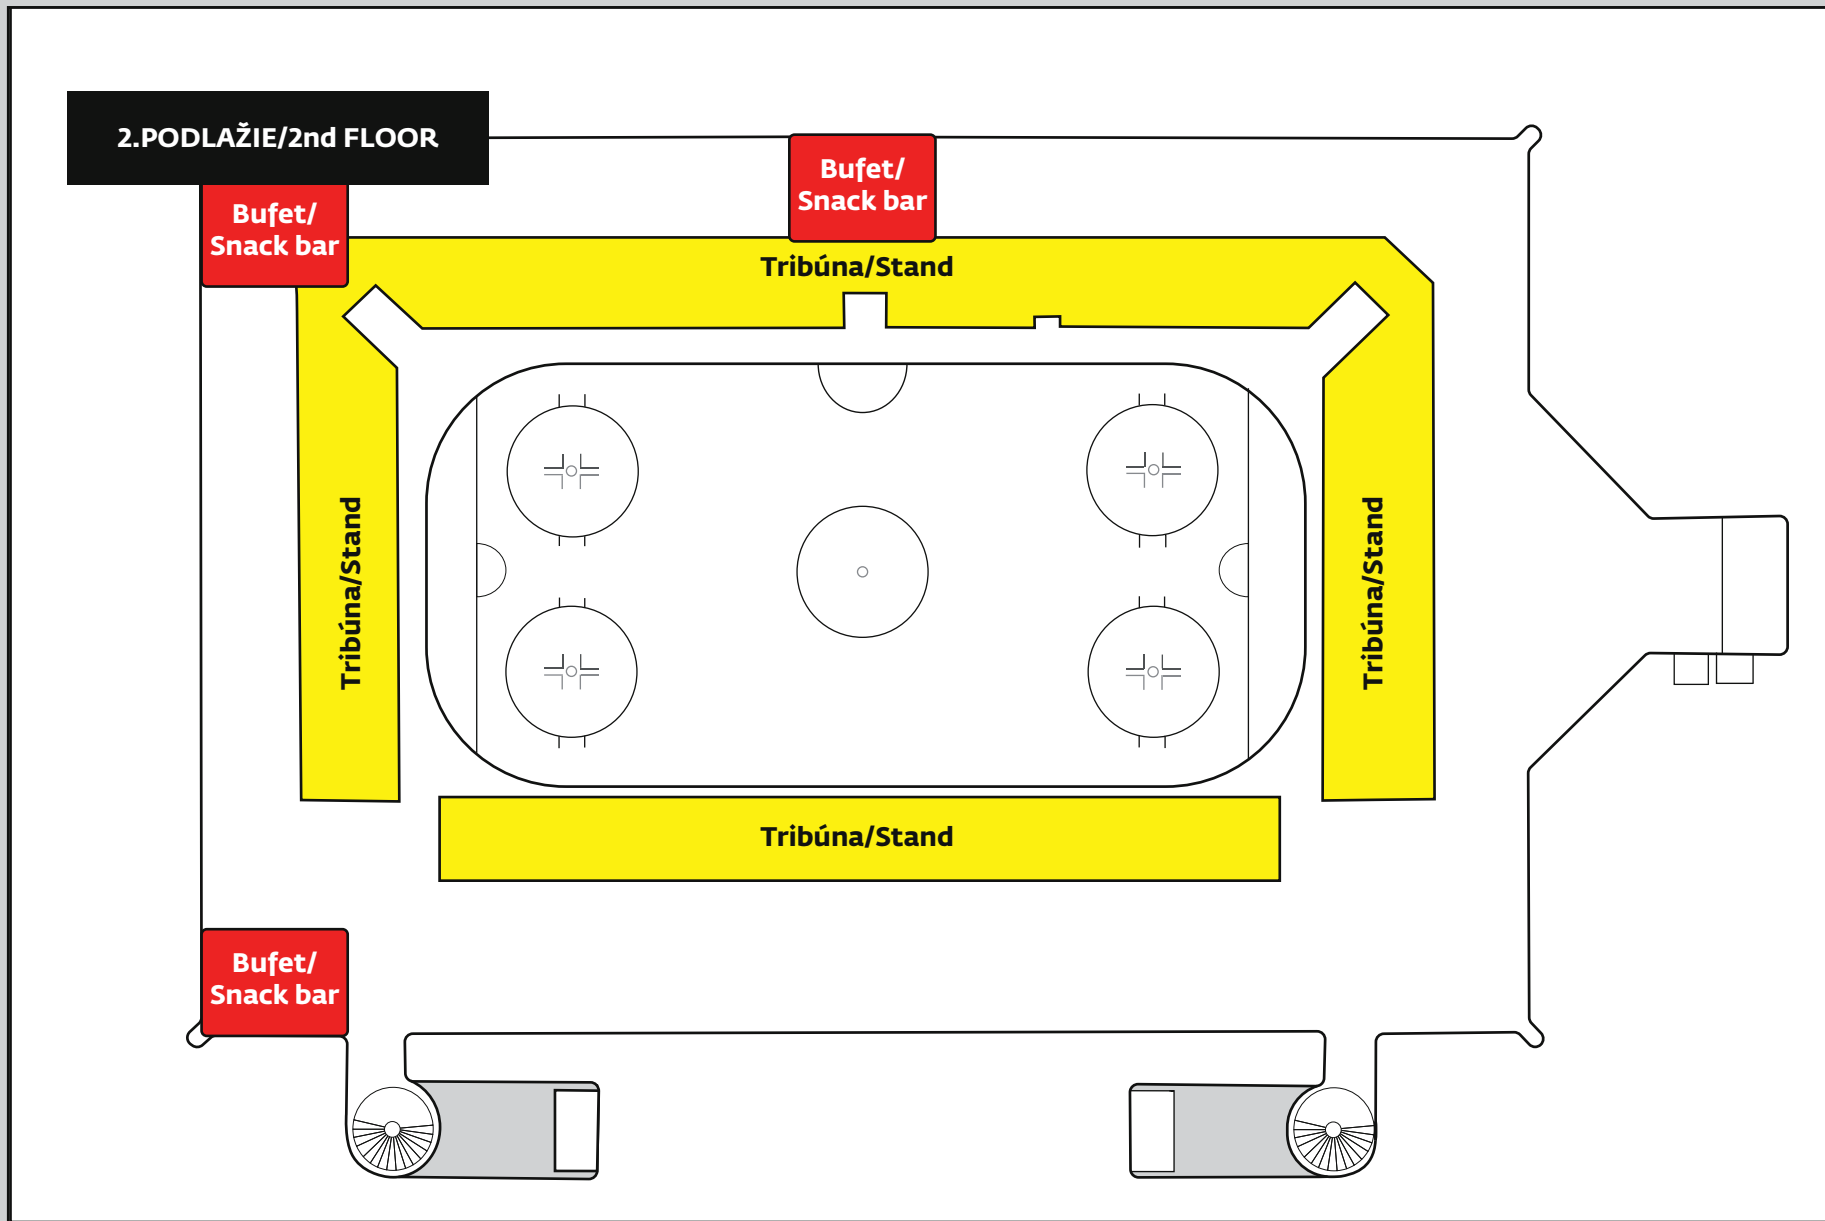 2.PODLAŽIE/2nd FLOOR
Bufet/
Snack bar
Bufet/
Snack bar
Tribúna/Stand
Tribúna/Stand
Tribúna/Stand
Tribúna/Stand
Bufet/
Snack bar